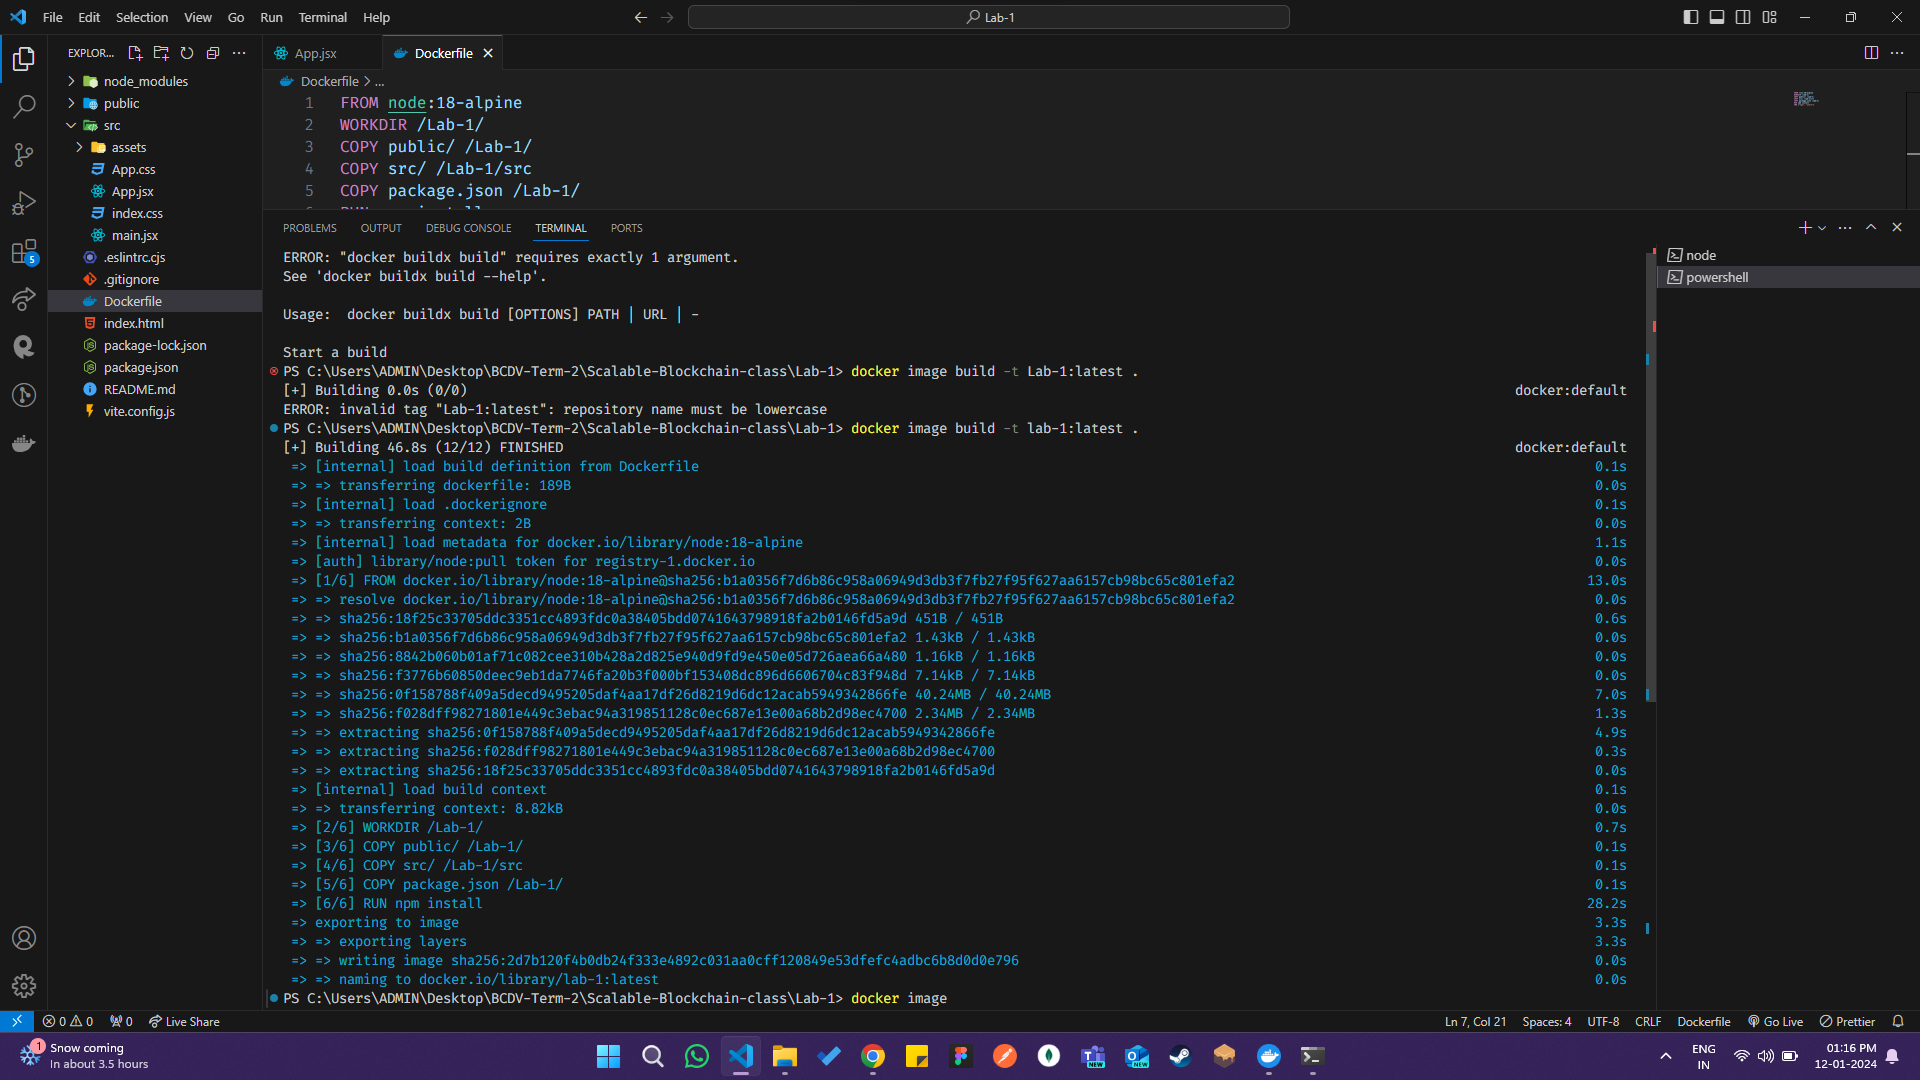 File Edit Selection View Go Run Terminal Help
Lab-1
EXPLOR...
node_modules
public
src
assets
App.css
App.jsx
index.css
main.jsx
.eslintrc.cjs
.gitignore
Dockerfile
index.html
package-lock.json
package.json
README.md
vite.config.js
5
App.jsx
Dockerfile
Dockerfile > ...
1 FROM node:18-alpine
2 WORKDIR /Lab-1/
3 COPY public/ /Lab-1/
4 COPY src/ /Lab-1/src
5 COPY package.json /Lab-1/
PROBLEMS OUTPUT DEBUG CONSOLE TERMINAL PORTS
node
powershell
ERROR: "docker buildx build" requires exactly 1 argument.
See 'docker buildx build --help'.
Usage:  docker buildx build [OPTIONS] PATH | URL | -
Start a build
PS C:\Users\ADMIN\Desktop\BCDV-Term-2\Scalable-Blockchain-class\Lab-1> docker image build -t Lab-1:latest .
[+] Building 0.0s (0/0) docker:default
ERROR: invalid tag "Lab-1:latest": repository name must be lowercase
PS C:\Users\ADMIN\Desktop\BCDV-Term-2\Scalable-Blockchain-class\Lab-1> docker image build -t lab-1:latest .
[+] Building 46.8s (12/12) FINISHED docker:default
=> [internal] load build definition from Dockerfile 0.1s
=> => transferring dockerfile: 189B 0.0s
=> [internal] load .dockerignore 0.1s
=> => transferring context: 2B 0.0s
=> [internal] load metadata for docker.io/library/node:18-alpine 1.1s
=> [auth] library/node:pull token for registry-1.docker.io 0.0s
=> [1/6] FROM docker.io/library/node:18-alpine@sha256:b1a0356f7d6b86c958a06949d3db3f7fb27f95f627aa6157cb98bc65c801efa2 13.0s
=> => resolve docker.io/library/node:18-alpine@sha256:b1a0356f7d6b86c958a06949d3db3f7fb27f95f627aa6157cb98bc65c801efa2 0.0s
=> => sha256:18f25c33705ddc3351cc4893fdc0a38405bdd0741643798918fa2b0146fd5a9d 451B / 451B 0.6s
=> => sha256:b1a0356f7d6b86c958a06949d3db3f7fb27f95f627aa6157cb98bc65c801efa2 1.43kB / 1.43kB 0.0s
=> => sha256:8842b060b01af71c082cee310b428a2d825e940d9fd9e450e05d726aea66a480 1.16kB / 1.16kB 0.0s
=> => sha256:f3776b60850deec9eb1da7746fa20b3f000bf153408dc896d6606704c83f948d 7.14kB / 7.14kB 0.0s
=> => sha256:0f158788f409a5decd9495205daf4aa17df26d8219d6dc12acab5949342866fe 40.24MB / 40.24MB 7.0s
=> => sha256:f028dff98271801e449c3ebac94a319851128c0ec687e13e00a68b2d98ec4700 2.34MB / 2.34MB 1.3s
=> => extracting sha256:0f158788f409a5decd9495205daf4aa17df26d8219d6dc12acab5949342866fe 4.9s
=> => extracting sha256:f028dff98271801e449c3ebac94a319851128c0ec687e13e00a68b2d98ec4700 0.3s
=> => extracting sha256:18f25c33705ddc3351cc4893fdc0a38405bdd0741643798918fa2b0146fd5a9d 0.0s
=> [internal] load build context 0.1s
=> => transferring context: 8.82kB 0.0s
=> [2/6] WORKDIR /Lab-1/ 0.7s
=> [3/6] COPY public/ /Lab-1/ 0.1s
=> [4/6] COPY src/ /Lab-1/src 0.1s
=> [5/6] COPY package.json /Lab-1/ 0.1s
=> [6/6] RUN npm install 28.2s
=> exporting to image 3.3s
=> => exporting layers 3.3s
=> => writing image sha256:2d7b120f4b0db24f333e4892c031aa0cff120849e53dfefc4adbc6b8d0d0e796 0.0s
=> => naming to docker.io/library/lab-1:latest 0.0s
PS C:\Users\ADMIN\Desktop\BCDV-Term-2\Scalable-Blockchain-class\Lab-1> docker image
0 0 0 Live Share Ln 7, Col 21 Spaces: 4 UTF-8 CRLF Dockerfile Go Live Prettier
1
Snow coming
In about 3.5 hours
NEW
NEW
ENG
IN
01:16 PM
12-01-2024